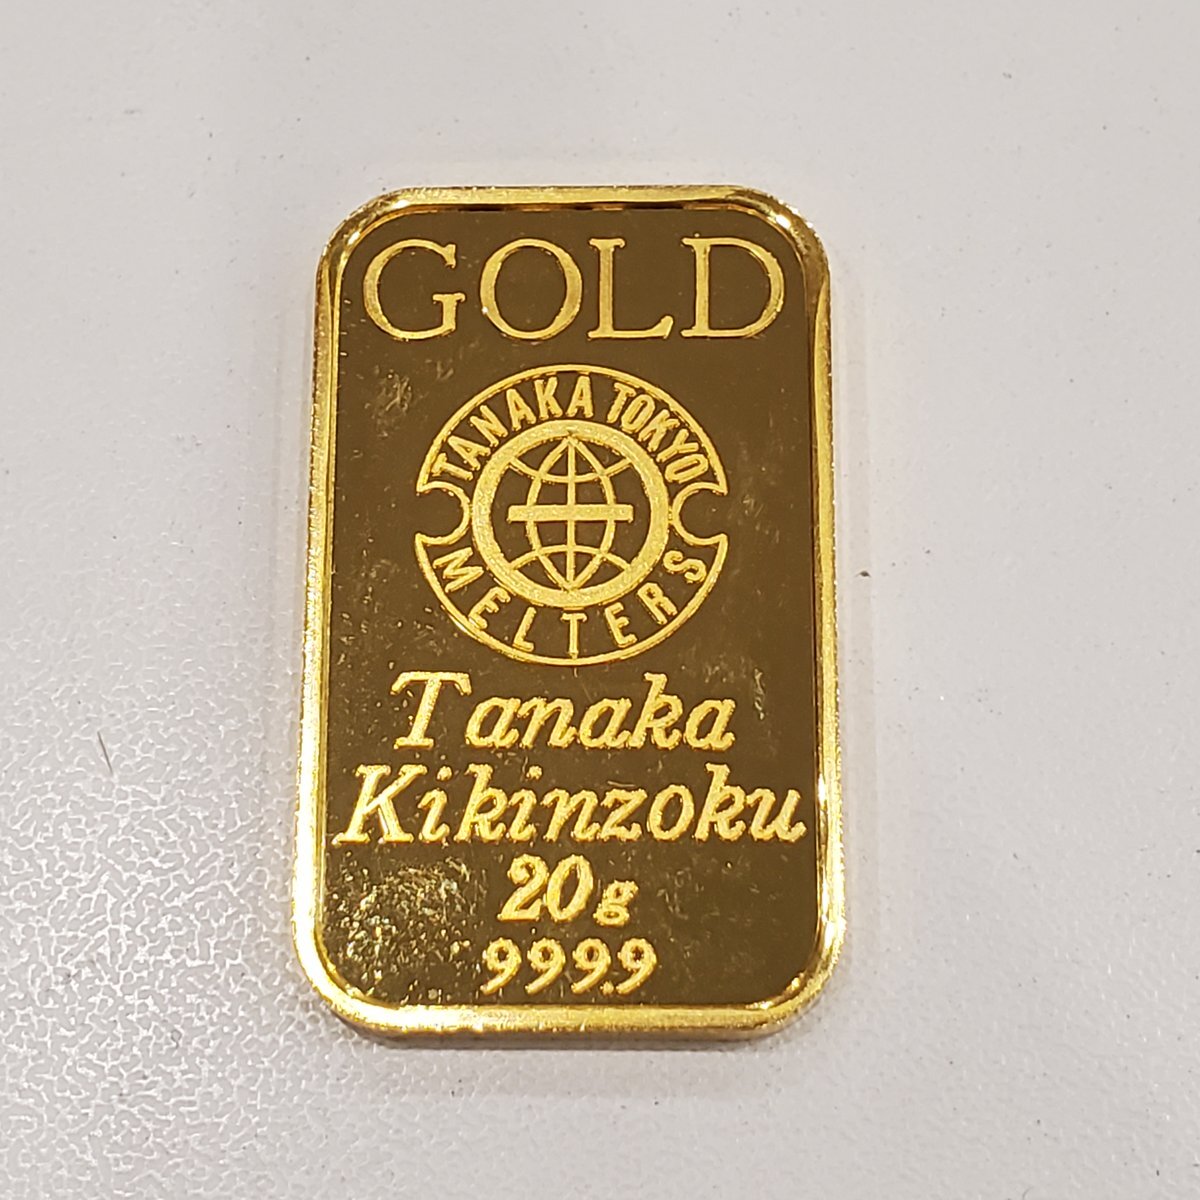 GOLD
TANAKA TOKYO
MELTERS
Tanaka
Kikinzoku
20g
999.9